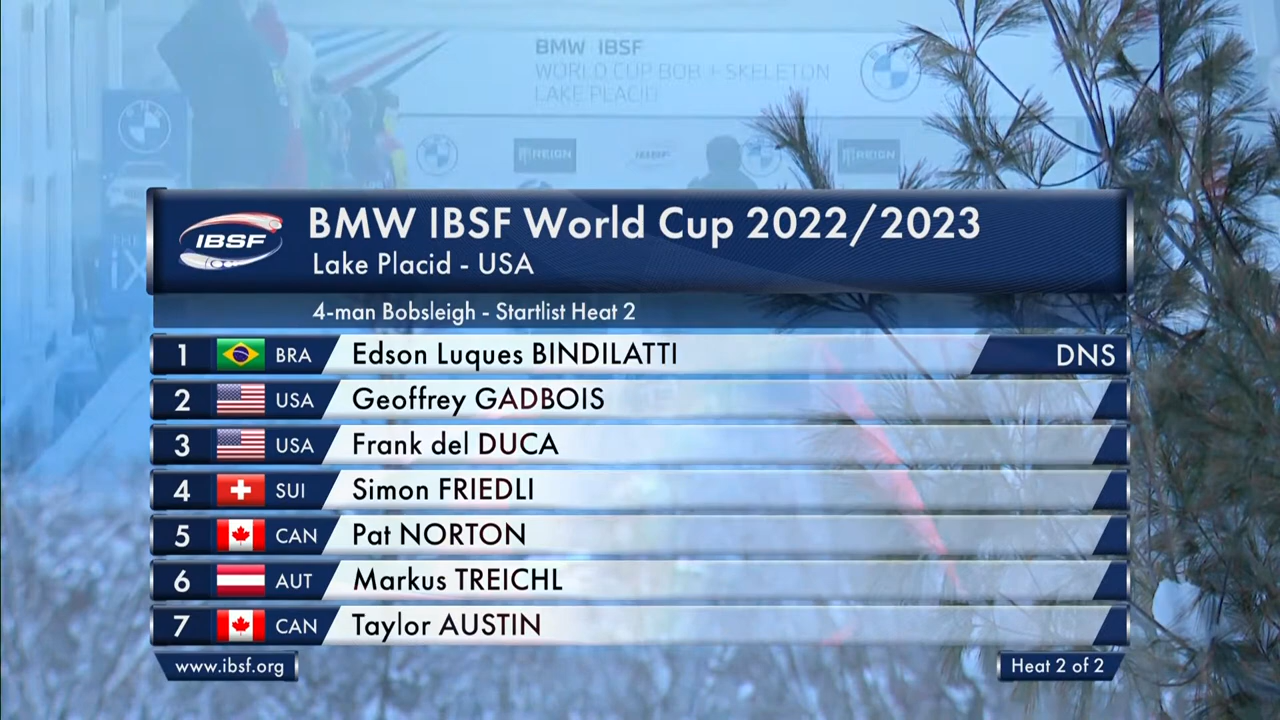 BMW IBSF
WORLD CUP BOB + SKELETON
LAKE PLACID
REIGN
IBSF
REIGN
IBSF
BMW IBSF World Cup 2022/2023
Lake Placid - USA
4-man Bobsleigh - Startlist Heat 2
1 BRA Edson Luques BINDILATTI DNS
2 USA Geoffrey GADBOIS
3 USA Frank del DUCA
4 SUI Simon FRIEDLI
5 CAN Pat NORTON
6 AUT Markus TREICHL
7 CAN Taylor AUSTIN
www.ibsf.org Heat 2 of 2